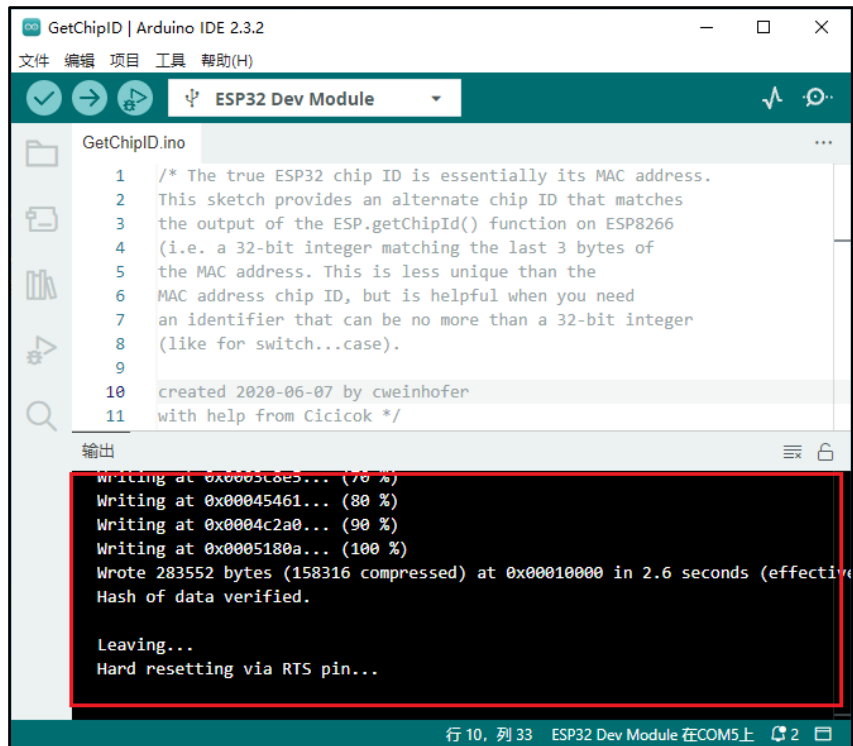 GetChipID | Arduino IDE 2.3.2
文件 编辑 项目 工具 帮助(H)
ESP32 Dev Module
GetChipID.ino
1 /* The true ESP32 chip ID is essentially its MAC address.
2 This sketch provides an alternate chip ID that matches
3 the output of the ESP.getChipId() function on ESP8266
4 (i.e. a 32-bit integer matching the last 3 bytes of
5 the MAC address. This is less unique than the
6 MAC address chip ID, but is helpful when you need
7 an identifier that can be no more than a 32-bit integer
8 (like for switch...case).
9
10 created 2020-06-07 by cweinhofer
11 with help from Cicicok */
输出
Writing at 0x0003c8e5... (70 %)
Writing at 0x00045461... (80 %)
Writing at 0x0004c2a0... (90 %)
Writing at 0x0005180a... (100 %)
Wrote 283552 bytes (158316 compressed) at 0x00010000 in 2.6 seconds (effective
Hash of data verified.
Leaving...
Hard resetting via RTS pin...
行 10, 列 33 ESP32 Dev Module 在COM5上 2